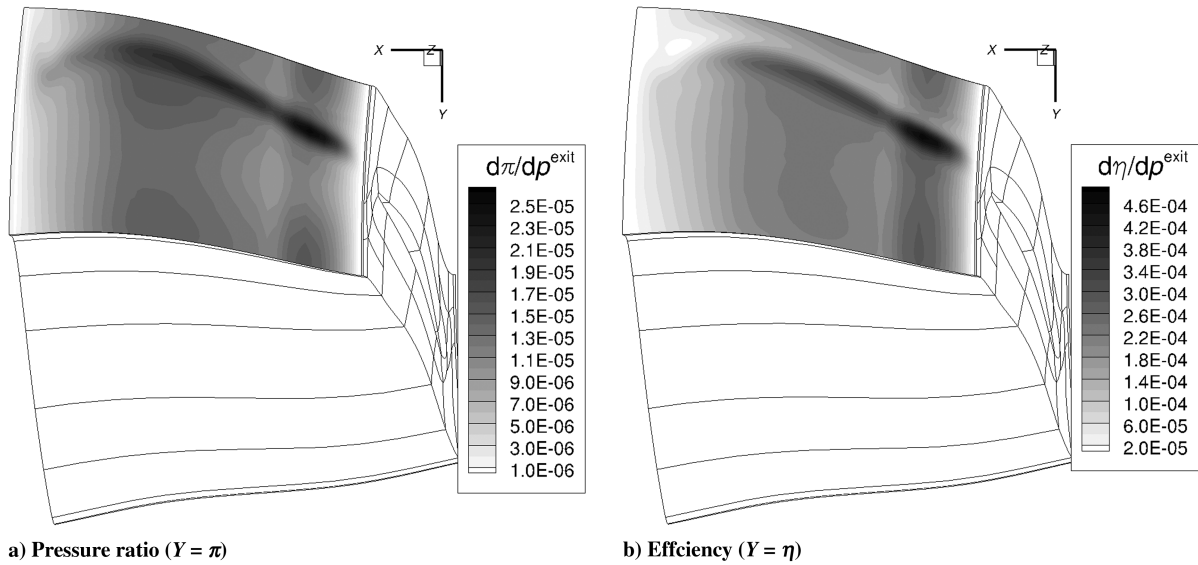 X
Z
Y
dπ/dp^exit
2.5E-05
2.3E-05
2.1E-05
1.9E-05
1.7E-05
1.5E-05
1.3E-05
1.1E-05
9.0E-06
7.0E-06
5.0E-06
3.0E-06
1.0E-06
a) Pressure ratio (Y = π)
X
Z
Y
dη/dp^exit
4.6E-04
4.2E-04
3.8E-04
3.4E-04
3.0E-04
2.6E-04
2.2E-04
1.8E-04
1.4E-04
1.0E-04
6.0E-05
2.0E-05
b) Effciency (Y = η)